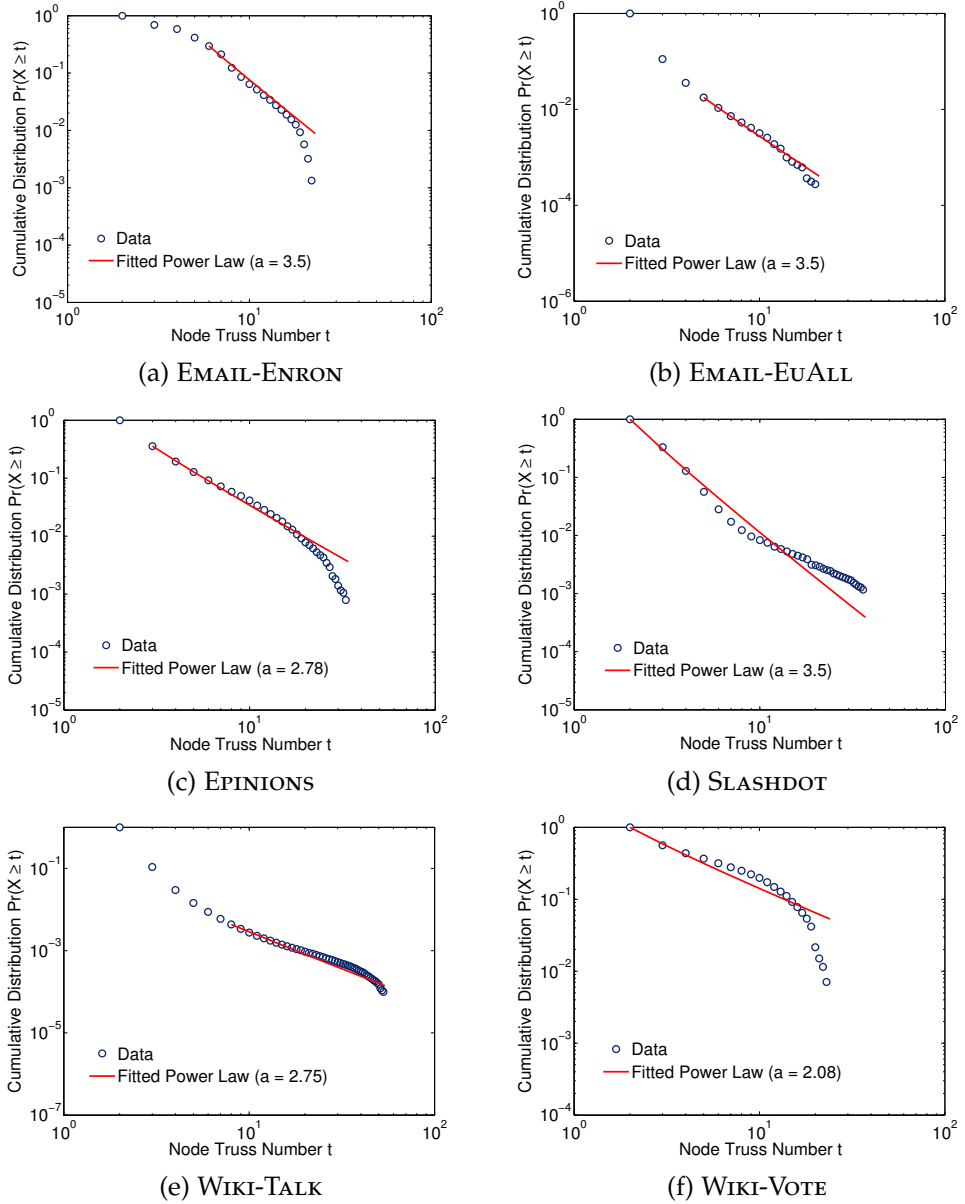 10^0
10^-1
10^-2
10^-3
10^-4
10^-5
Cumulative Distribution Pr(X ≥ t)
Data
Fitted Power Law (a = 3.5)
10^0
10^1
10^2
Node Truss Number t
(a) EMAIL-ENRON
10^0
10^-2
10^-4
10^-6
Cumulative Distribution Pr(X ≥ t)
Data
Fitted Power Law (a = 3.5)
10^0
10^1
10^2
Node Truss Number t
(b) EMAIL-EUALL
10^0
10^-1
10^-2
10^-3
10^-4
10^-5
Cumulative Distribution Pr(X ≥ t)
Data
Fitted Power Law (a = 2.78)
10^0
10^1
10^2
Node Truss Number t
(c) EPINIONS
10^0
10^-1
10^-2
10^-3
10^-4
10^-5
Cumulative Distribution Pr(X ≥ t)
Data
Fitted Power Law (a = 3.5)
10^0
10^1
10^2
Node Truss Number t
(d) SLASHDOT
10^-1
10^-3
10^-5
10^-7
Cumulative Distribution Pr(X ≥ t)
Data
Fitted Power Law (a = 2.75)
10^0
10^1
10^2
Node Truss Number t
(e) WIKI-TALK
10^0
10^-1
10^-2
10^-3
10^-4
Cumulative Distribution Pr(X ≥ t)
Data
Fitted Power Law (a = 2.08)
10^0
10^1
10^2
Node Truss Number t
(f) WIKI-VOTE